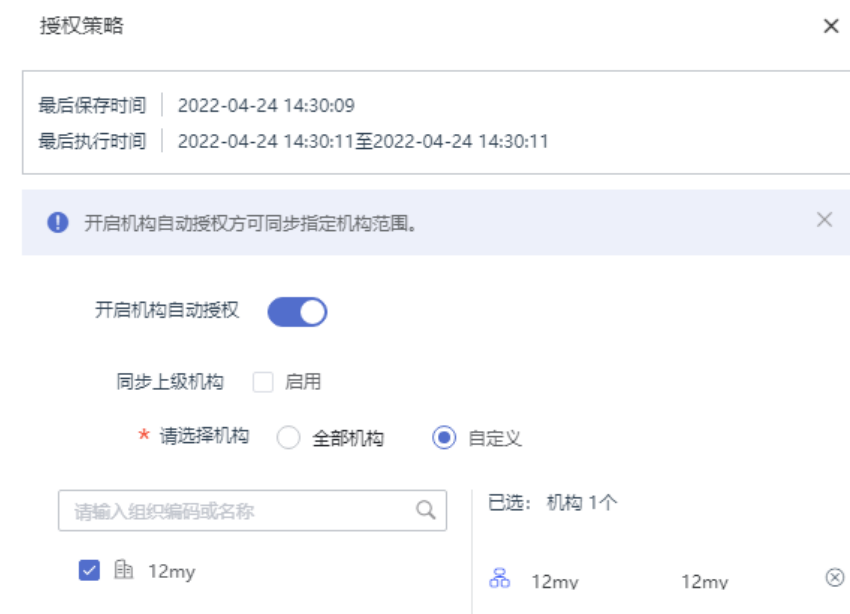 授权策略
最后保存时间 2022-04-24 14:30:09
最后执行时间 2022-04-24 14:30:11至2022-04-24 14:30:11
开启机构自动授权方可同步指定机构范围。
开启机构自动授权
同步上级机构 启用
* 请选择机构 全部机构 自定义
请输入组织编码或名称
已选： 机构 1个
12my
12my 12my